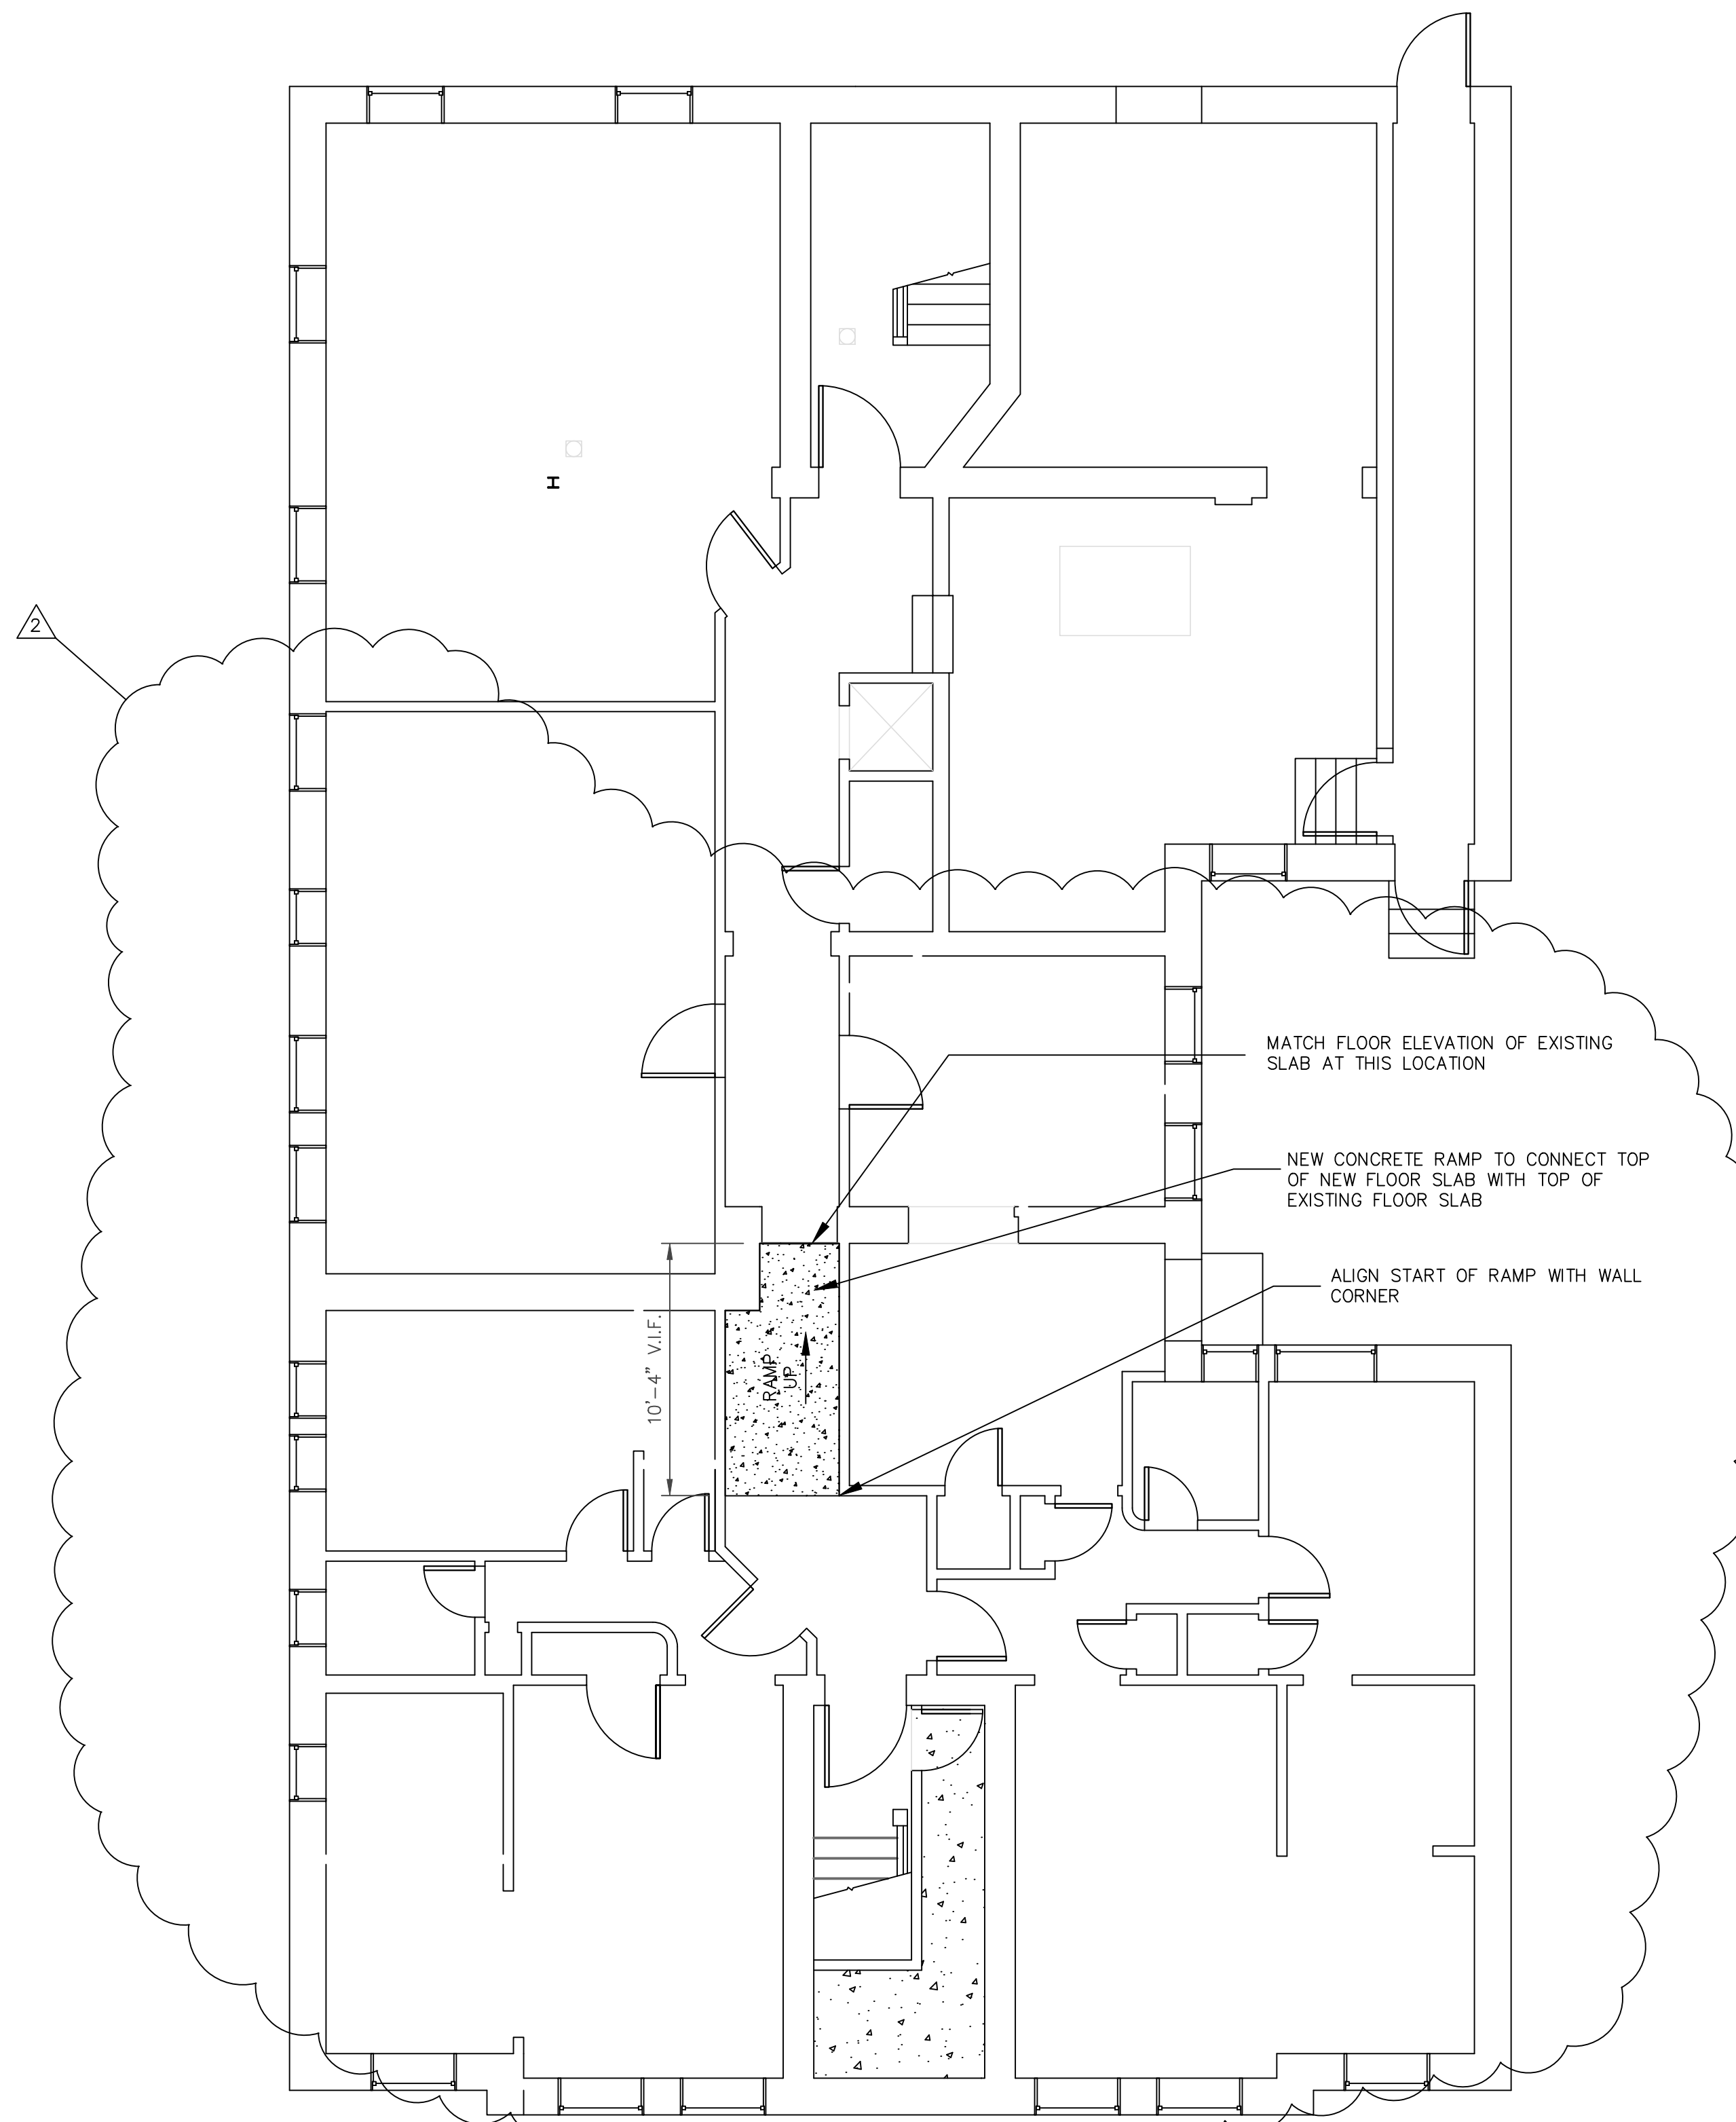 2
MATCH FLOOR ELEVATION OF EXISTING
SLAB AT THIS LOCATION
NEW CONCRETE RAMP TO CONNECT TOP
OF NEW FLOOR SLAB WITH TOP OF
EXISTING FLOOR SLAB
ALIGN START OF RAMP WITH WALL
CORNER
10'-4" V.I.F.
RAMP
UP